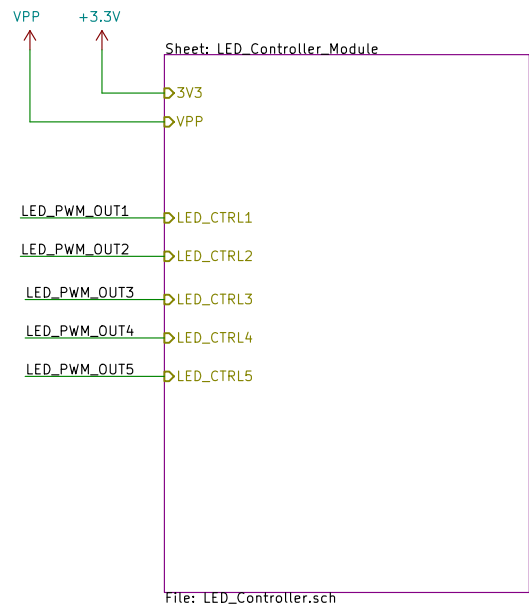 VPP +3.3V
Sheet: LED_Controller_Module
3V3
VPP
LED_PWM_OUT1 LED_CTRL1
LED_PWM_OUT2 LED_CTRL2
LED_PWM_OUT3 LED_CTRL3
LED_PWM_OUT4 LED_CTRL4
LED_PWM_OUT5 LED_CTRL5
File: LED_Controller.sch